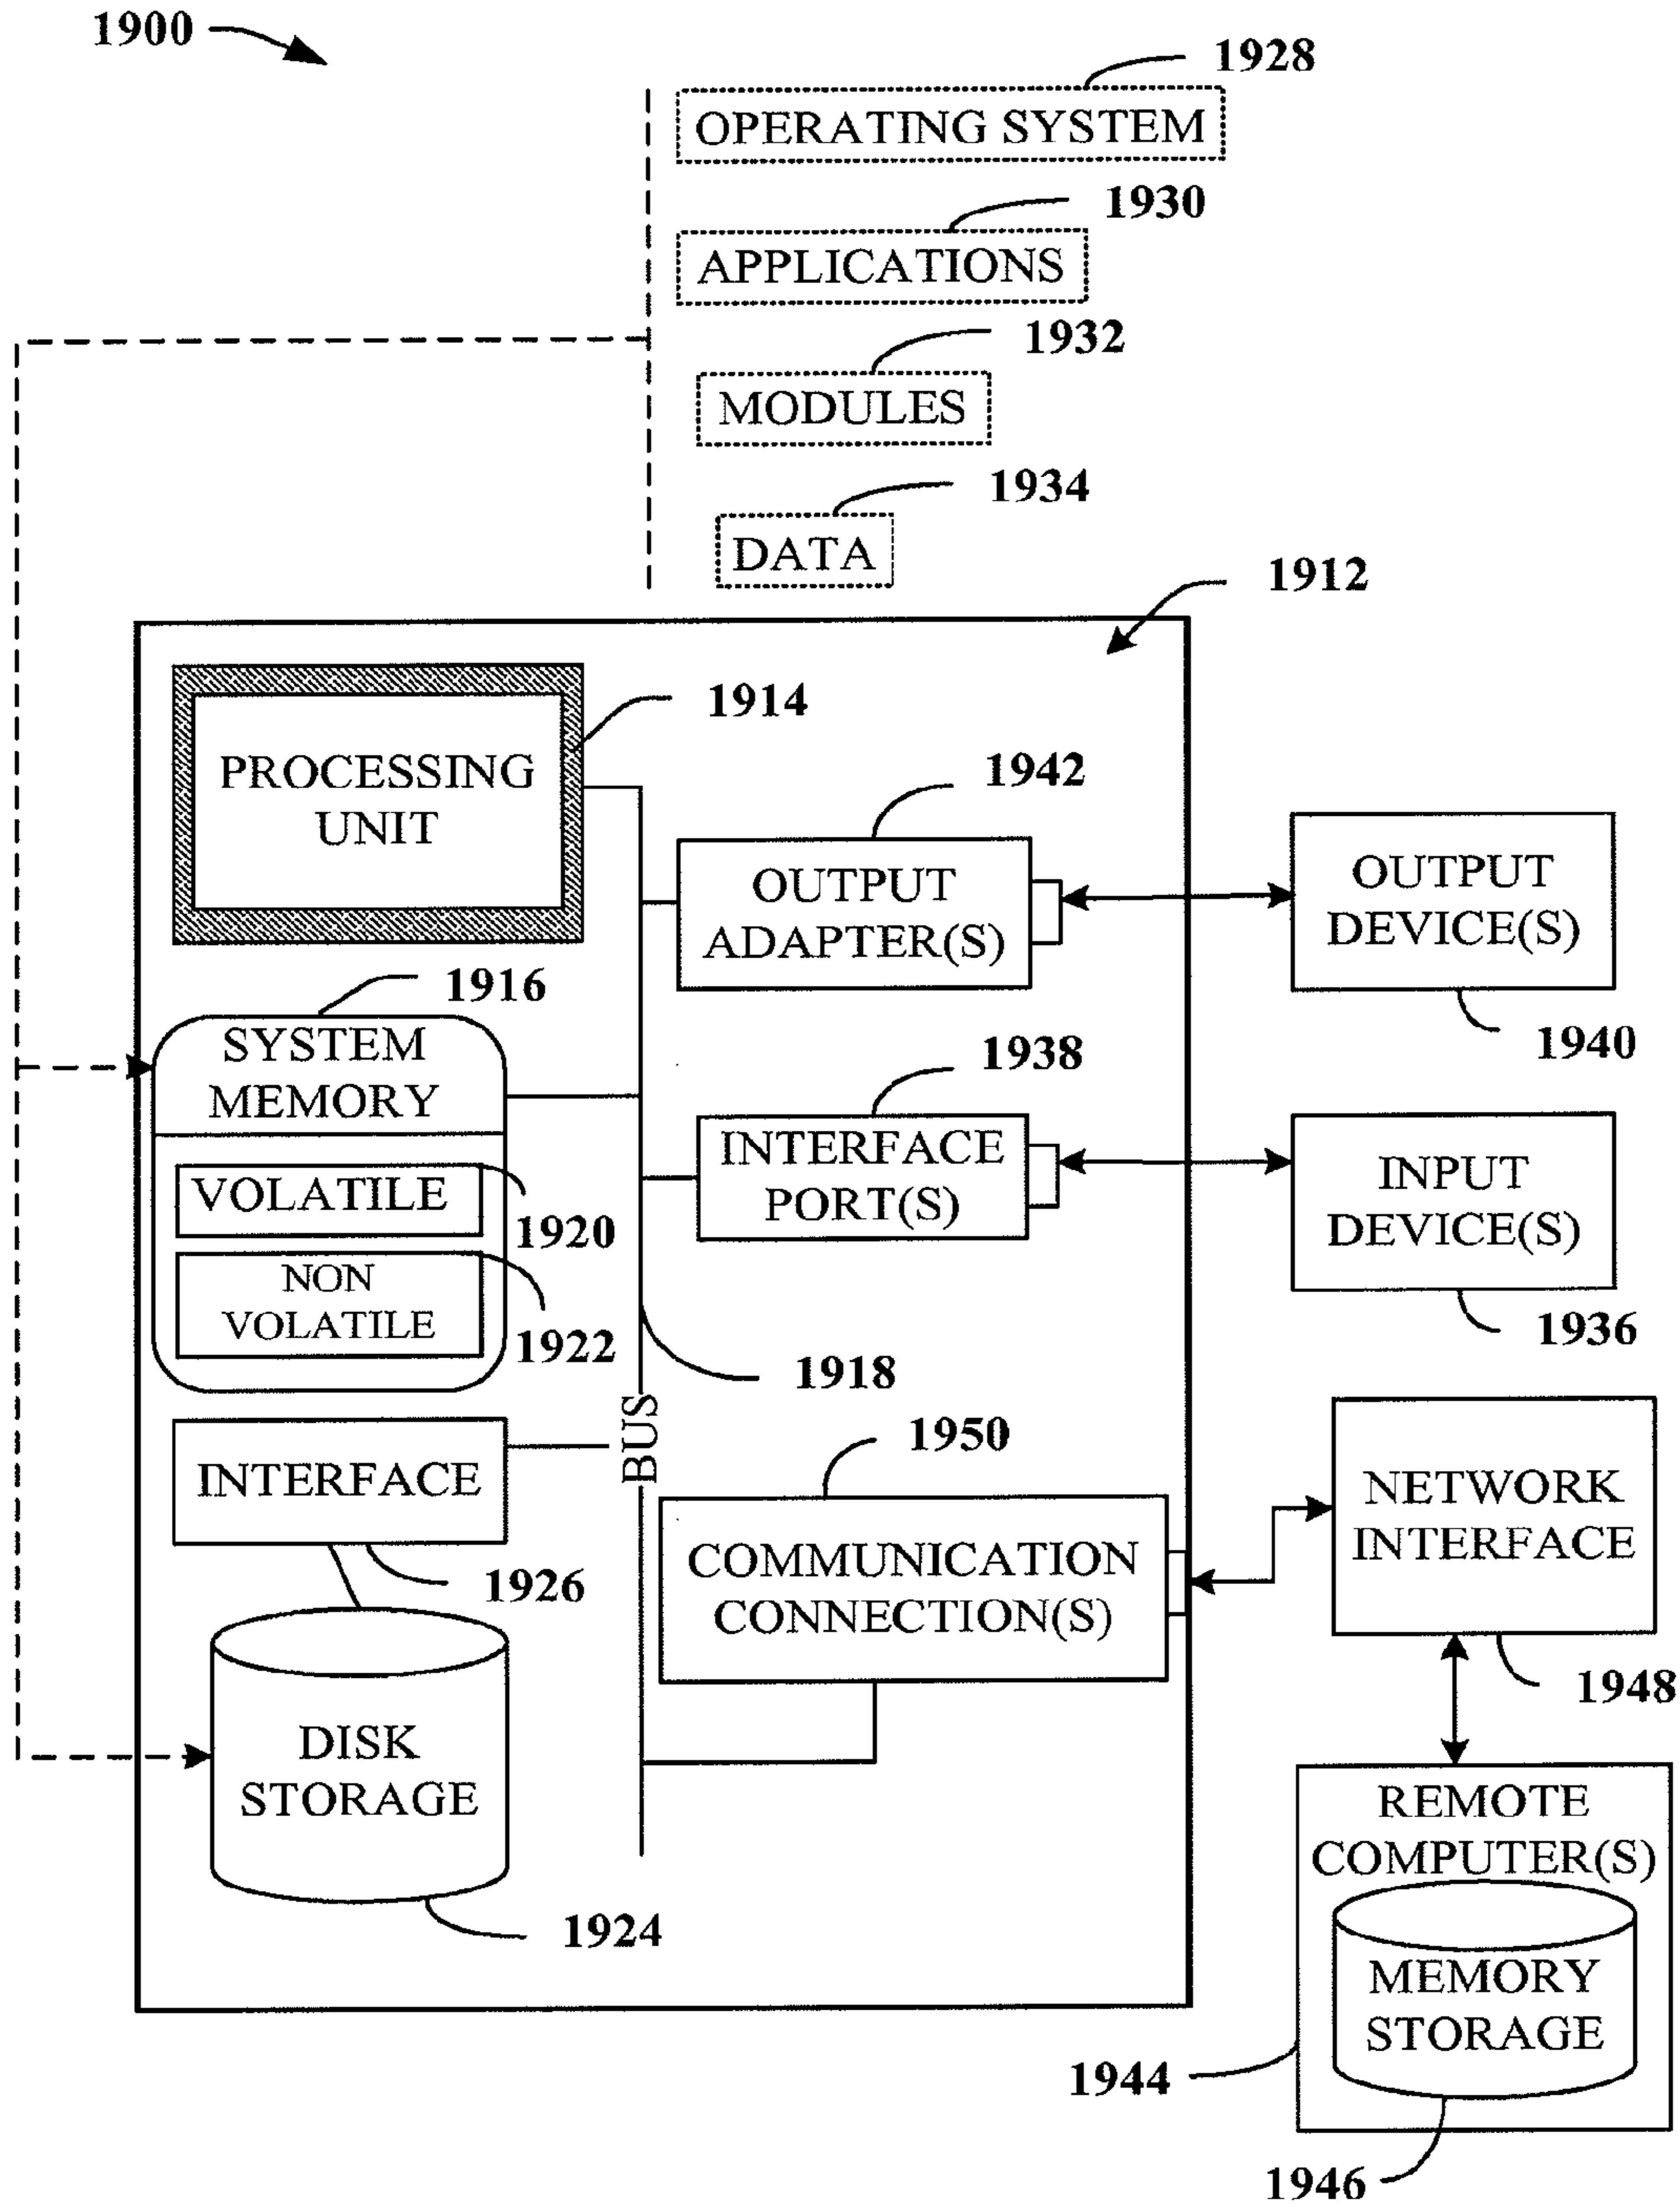 1900
1928
OPERATING SYSTEM
1930
APPLICATIONS
1932
MODULES
1934
DATA
1912
1914
PROCESSING
UNIT
1942
OUTPUT
ADAPTER(S)
OUTPUT
DEVICE(S)
1940
1916
SYSTEM
MEMORY
VOLATILE
1920
NON
VOLATILE
1922
1938
INTERFACE
PORT(S)
INPUT
DEVICE(S)
1936
1918
BUS
INTERFACE
1926
1950
COMMUNICATION
CONNECTION(S)
NETWORK
INTERFACE
1948
DISK
STORAGE
1924
REMOTE
COMPUTER(S)
MEMORY
STORAGE
1944
1946